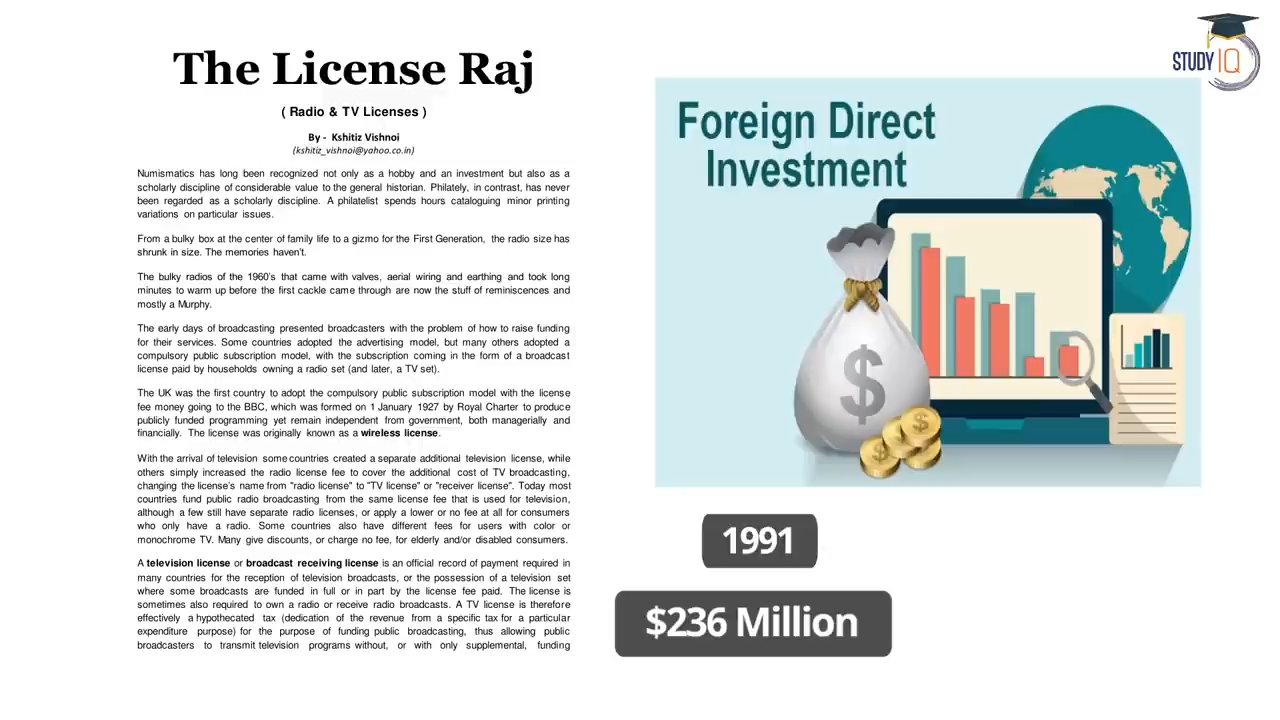 The License Raj
( Radio & TV Licenses )
By - Kshitiz Vishnoi
(kshitiz_vishnoi@yahoo.co.in)
Numismatics has long been recognized not only as a hobby and an investment but also as a
scholarly discipline of considerable value to the general historian. Philately, in contrast, has never
been regarded as a scholarly discipline. A philatelist spends hours cataloguing minor printing
variations on particular issues.
From a bulky box at the center of family life to a gizmo for the First Generation, the radio size has
shrunk in size. The memories haven't.
The bulky radios of the 1960's that came with valves, aerial wiring and earthing and took long
minutes to warm up before the first cackle came through are now the stuff of reminiscences and
mostly a Murphy.
The early days of broadcasting presented broadcasters with the problem of how to raise funding
for their services. Some countries adopted the advertising model, but many others adopted a
compulsory public subscription model, with the subscription coming in the form of a broadcast
license paid by households owning a radio set (and later, a TV set).
The UK was the first country to adopt the compulsory public subscription model with the license
fee money going to the BBC, which was formed on 1 January 1927 by Royal Charter to produce
publicly funded programming yet remain independent from government, both managerially and
financially. The license was originally known as a wireless license.
With the arrival of television some countries created a separate additional television license, while
others simply increased the radio license fee to cover the additional cost of TV broadcasting,
changing the license's name from "radio license" to "TV license" or "receiver license". Today most
countries fund public radio broadcasting from the same license fee that is used for television,
although a few still have separate radio licenses, or apply a lower or no fee at all for consumers
who only have a radio. Some countries also have different fees for users with color or
monochrome TV. Many give discounts, or charge no fee, for elderly and/or disabled consumers.
A television license or broadcast receiving license is an official record of payment required in
many countries for the reception of television broadcasts, or the possession of a television set
where some broadcasts are funded in full or in part by the license fee paid. The license is
sometimes also required to own a radio or receive radio broadcasts. A TV license is therefore
effectively a hypothecated tax (dedication of the revenue from a specific tax for a particular
expenditure purpose) for the purpose of funding public broadcasting, thus allowing public
broadcasters to transmit television programs without, or with only supplemental, funding
STUDY IQ
Foreign Direct
Investment
$
$
$
1991
$236 Million